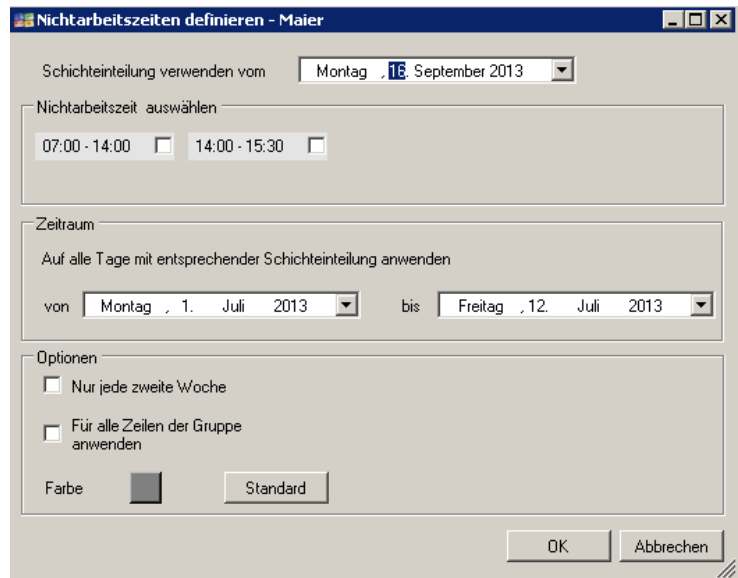 Nichtarbeitszeiten definieren - Maier
Schichteinteilung verwenden vom Montag , 16. September 2013
Nichtarbeitszeit auswählen
07:00 - 14:00 14:00 - 15:30
Zeitraum
Auf alle Tage mit entsprechender Schichteinteilung anwenden
von Montag , 1. Juli 2013 bis Freitag , 12. Juli 2013
Optionen
Nur jede zweite Woche
Für alle Zeilen der Gruppe
anwenden
Farbe Standard
OK Abbrechen